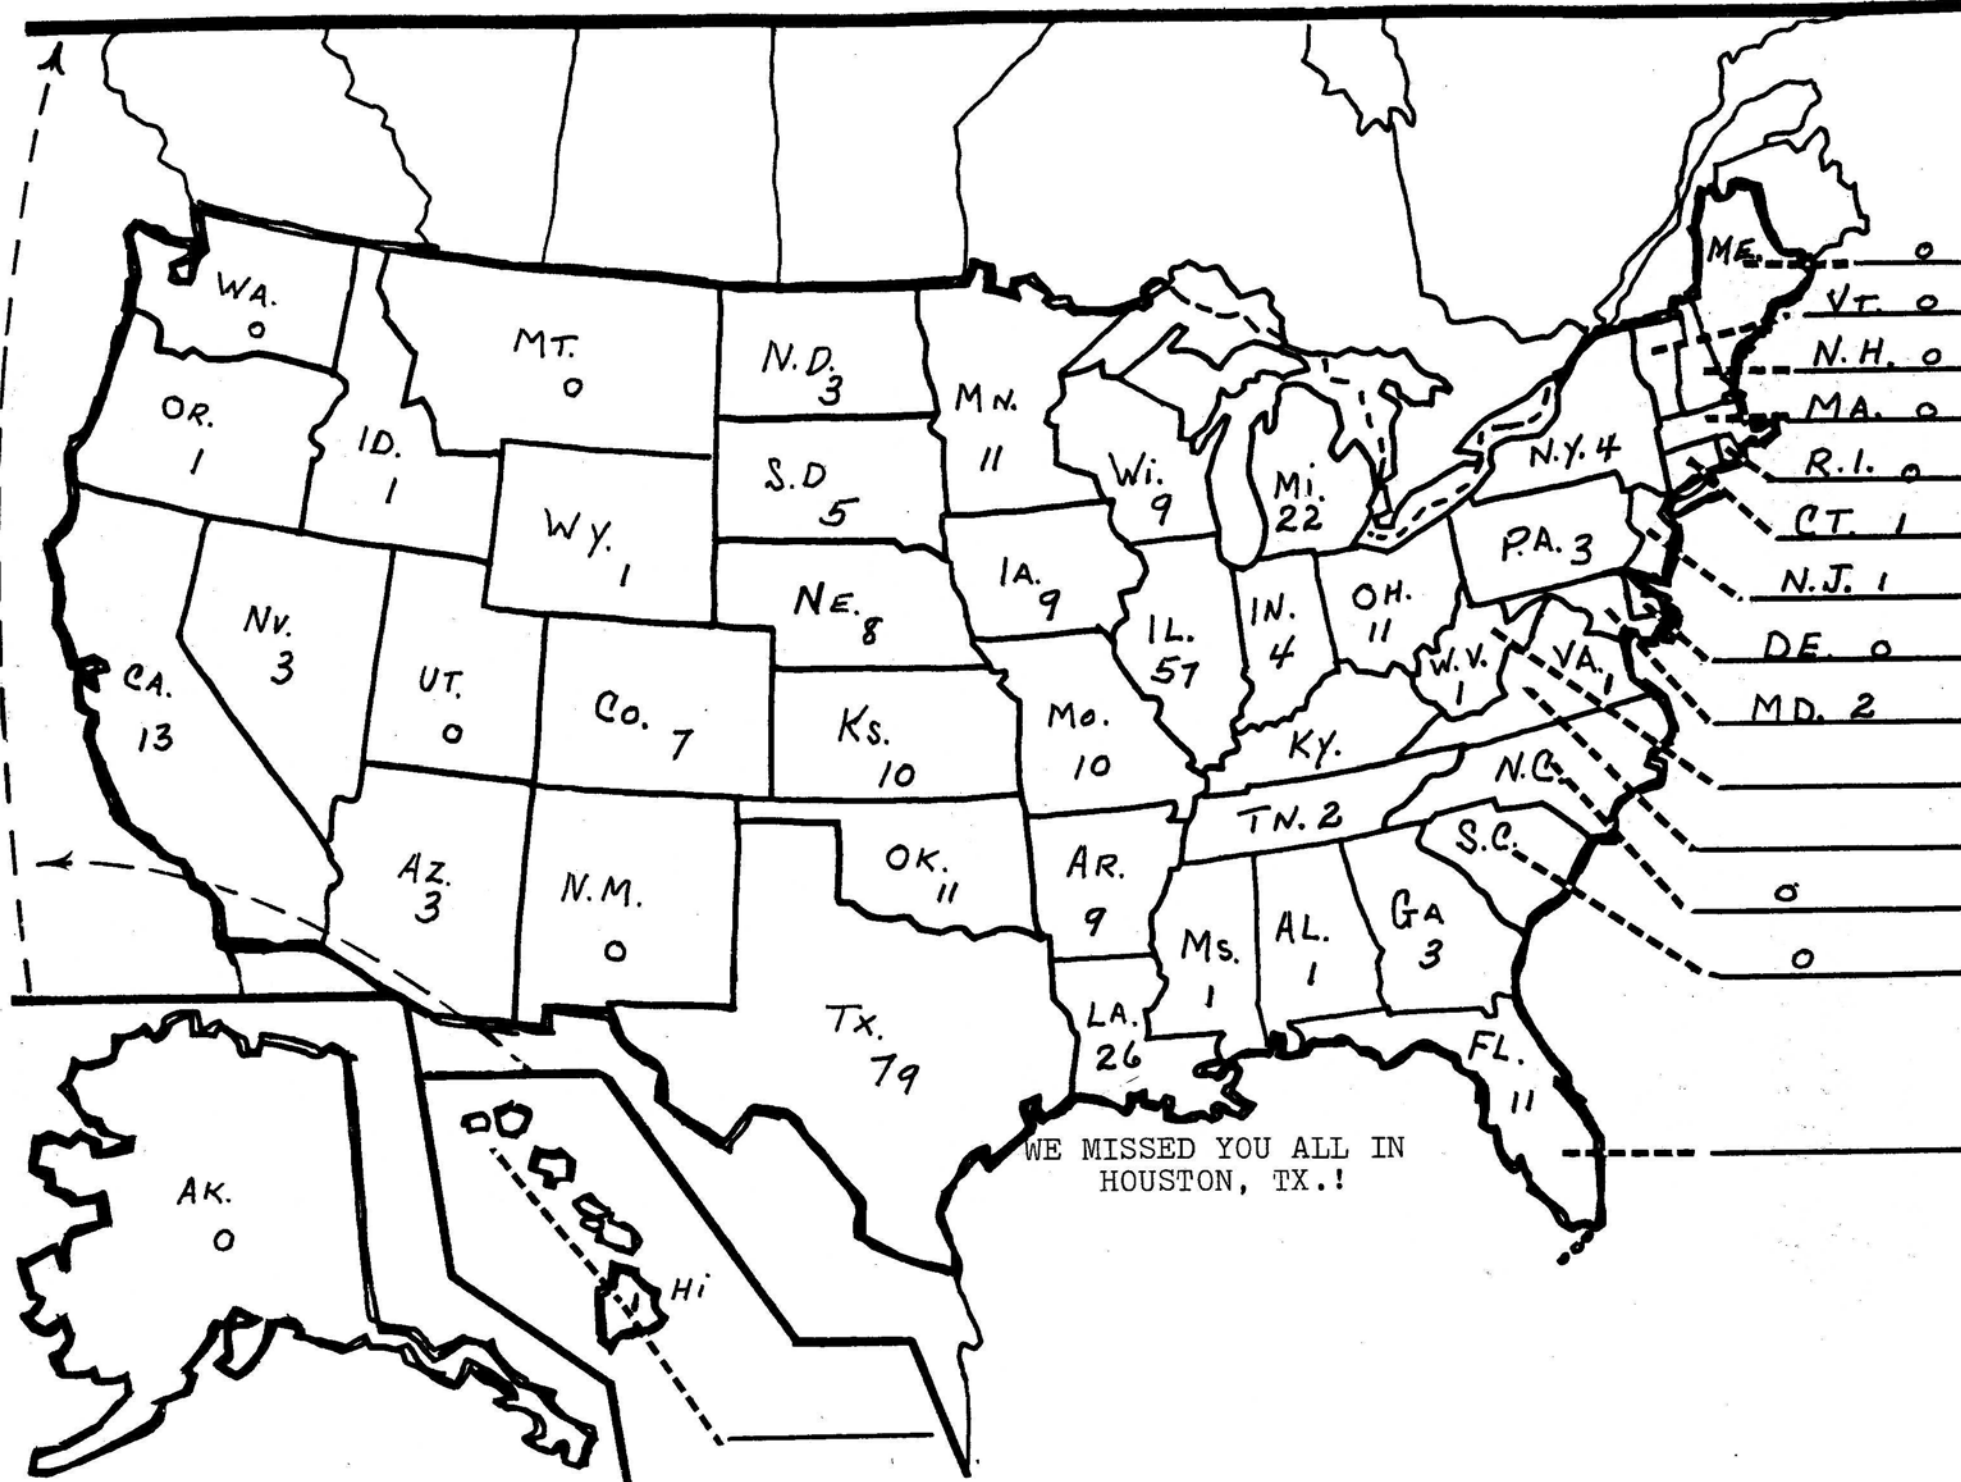 ME. 0
VT. 0
N.H. 0
MA. 0
R.I. 0
CT. 1
N.J. 1
DE. 0
MD. 2
WA.
0
OR.
1
ID.
1
MT.
0
N.D.
3
S.D
5
MN.
11
Wi.
9
Mi.
22
N.Y. 4
P.A. 3
WY.
1
NE.
8
IA.
9
IL.
57
IN.
4
OH.
11
W.V.
1
VA.
1
CA.
13
NV.
3
UT.
0
Co. 7
Ks.
10
Mo.
10
KY.
N.C.
0
TN. 2
S.C.
0
AZ.
3
N.M.
0
OK.
11
AR.
9
Ms.
1
AL.
1
GA
3
TX.
79
LA.
26
FL.
11
WE MISSED YOU ALL IN
HOUSTON, TX.!
AK.
0
Hi
1